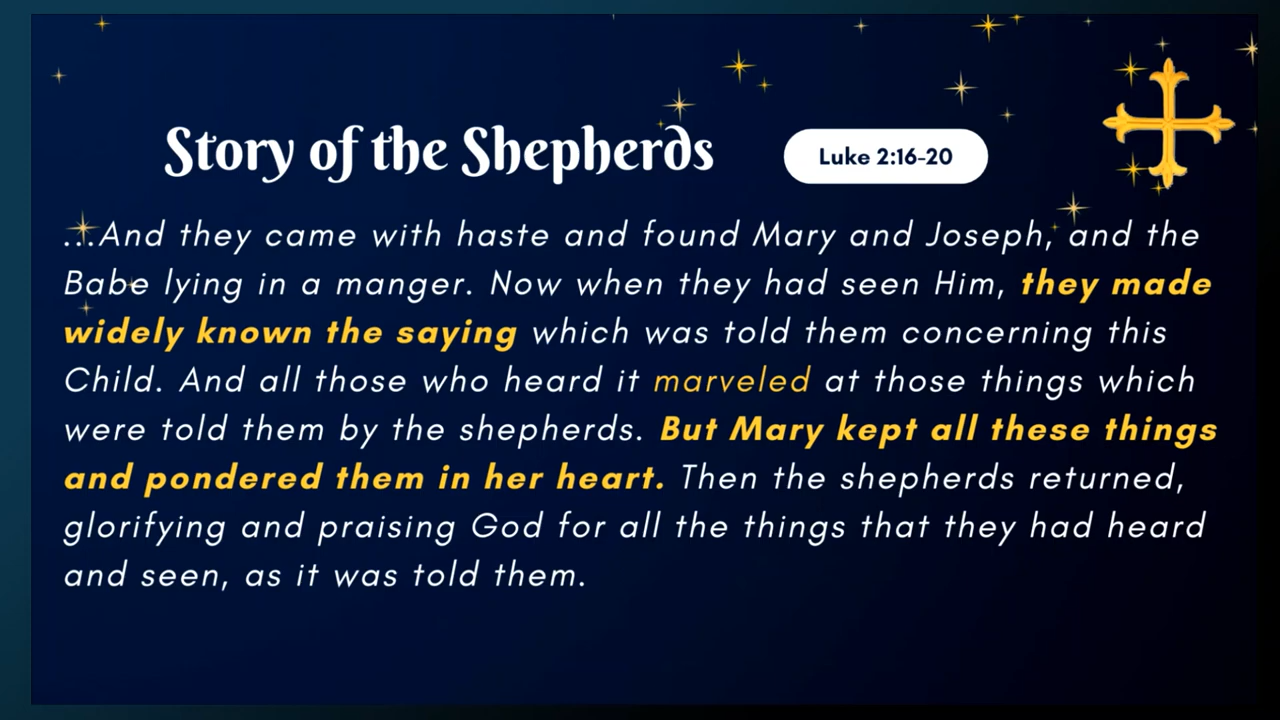 Story of the Shepherds
Luke 2:16-20
...And they came with haste and found Mary and Joseph, and the
Babe lying in a manger. Now when they had seen Him, they made
widely known the saying which was told them concerning this
Child. And all those who heard it marveled at those things which
were told them by the shepherds. But Mary kept all these things
and pondered them in her heart. Then the shepherds returned,
glorifying and praising God for all the things that they had heard
and seen, as it was told them.